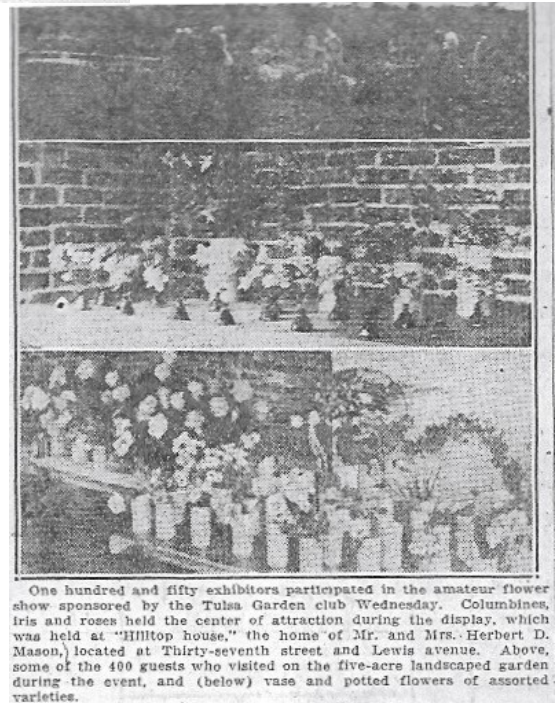 One hundred and fifty exhibitors participated in the amateur flower
show sponsored by the Tulsa Garden club Wednesday. Columbines,
iris and roses held the center of attraction during the display, which
was held at "Hilltop house," the home of Mr. and Mrs. Herbert D.
Mason, located at Thirty-seventh street and Lewis avenue. Above,
some of the 400 guests who visited on the five-acre landscaped garden
during the event, and (below) vase and potted flowers of assorted
varieties.